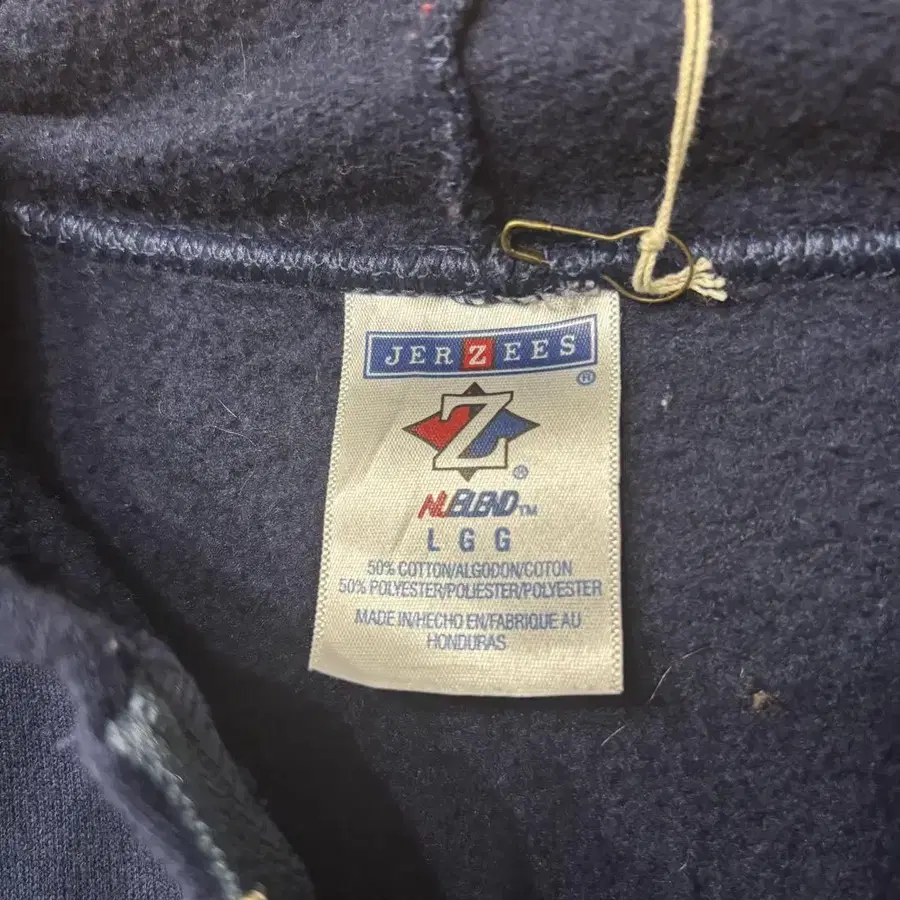 JERZEES ®
Z ®
NUBLEND™
L G G
50% COTTON/ALGODON/COTON
50% POLYESTER/POLIESTER/POLYESTER
MADE IN/HECHO EN/FABRIQUE AU
HONDURAS